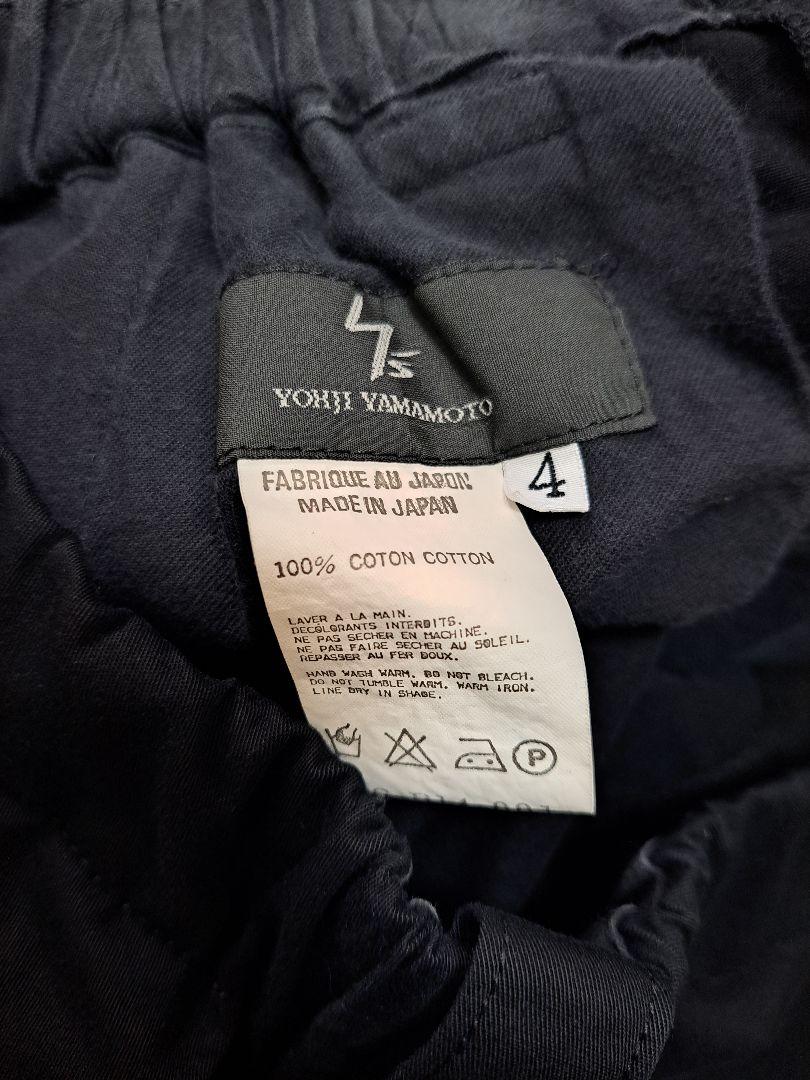 Y's
YOHJI YAMAMOTO
4
FABRIQUE AU JAPON
MADE IN JAPAN
100% COTON COTTON
LAVER A LA MAIN.
DECOLORANTS INTERDITS.
NE PAS SECHER EN MACHINE.
NE PAS FAIRE SECHER AU SOLEIL.
REPASSER AU FER DOUX.
HAND WASH WARM. DO NOT BLEACH.
DO NOT TUMBLE WARM. WARM IRON.
LINE DRY IN SHADE.
P